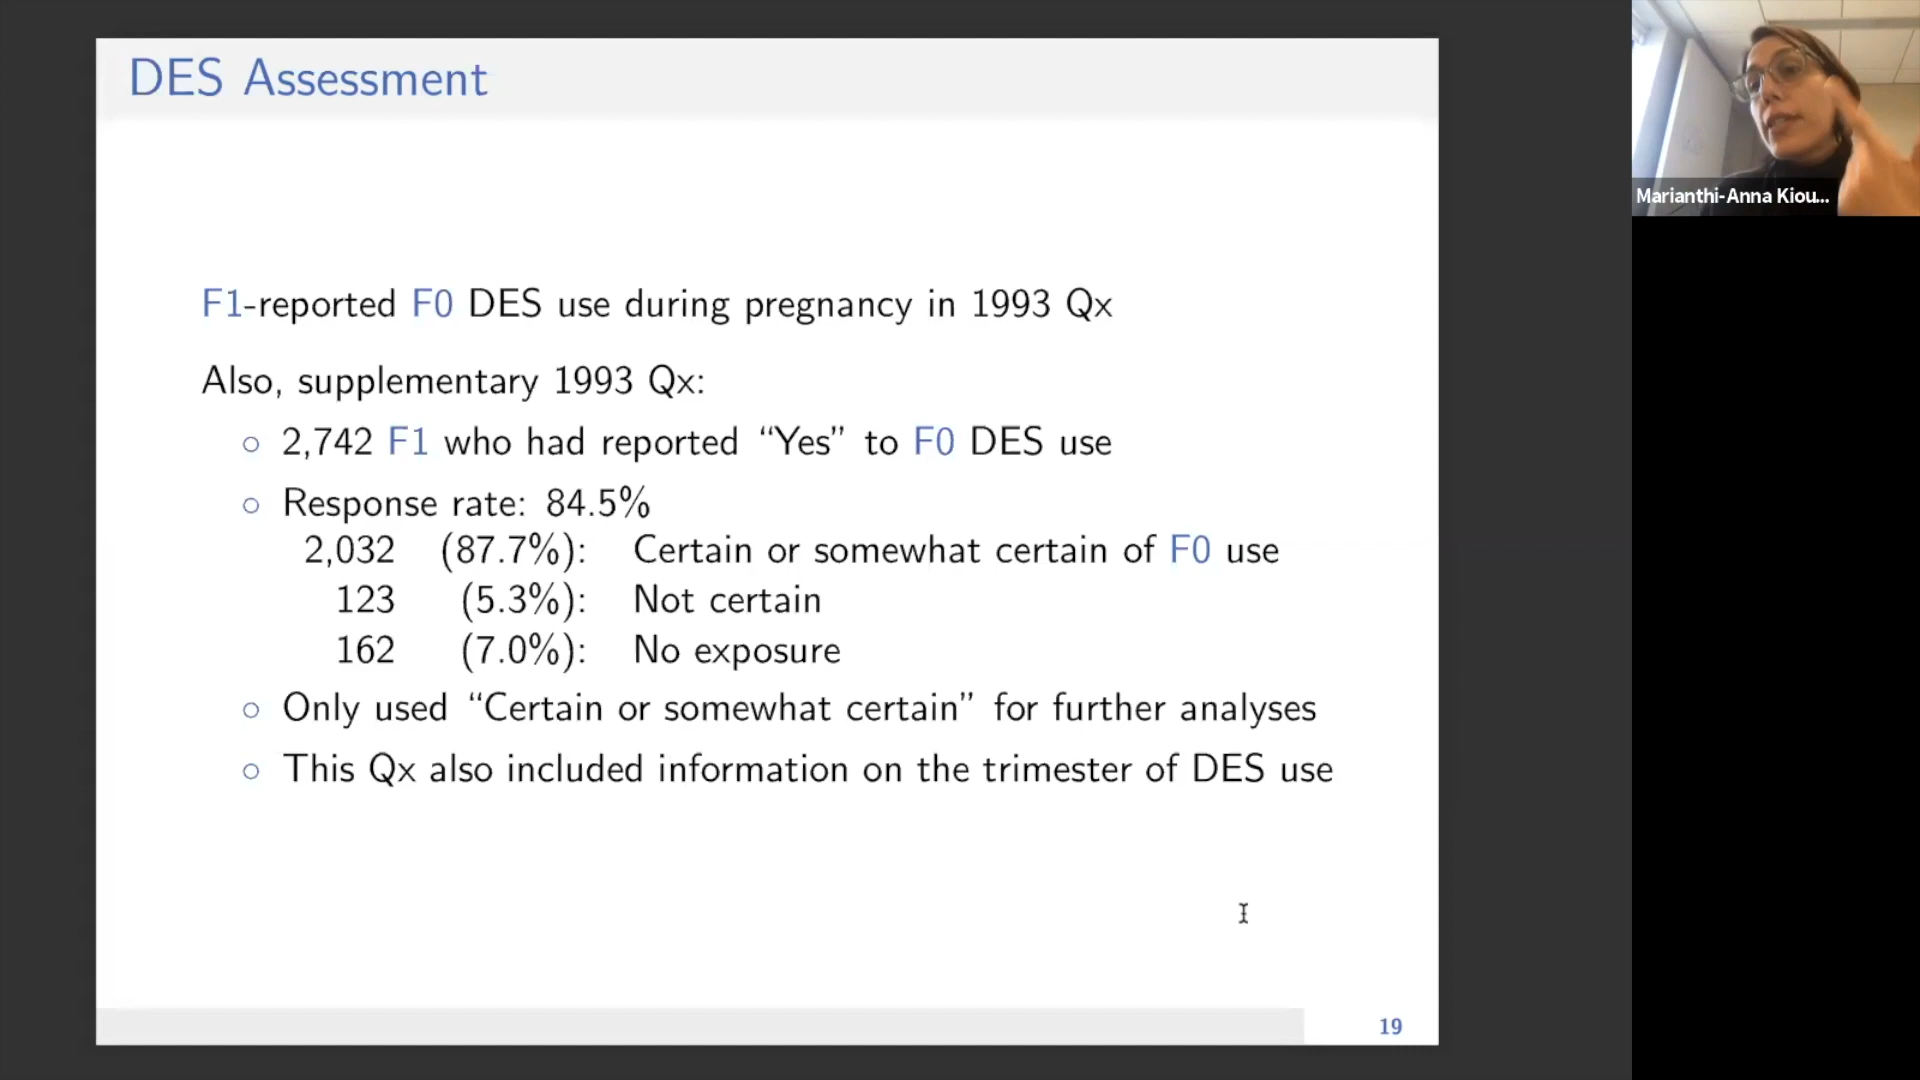 DES Assessment
F1-reported F0 DES use during pregnancy in 1993 Qx
Also, supplementary 1993 Qx:
○ 2,742 F1 who had reported “Yes” to F0 DES use
○ Response rate: 84.5%
2,032 (87.7%): Certain or somewhat certain of F0 use
123 (5.3%): Not certain
162 (7.0%): No exposure
○ Only used “Certain or somewhat certain” for further analyses
○ This Qx also included information on the trimester of DES use
19
Marianthi-Anna Kiou...